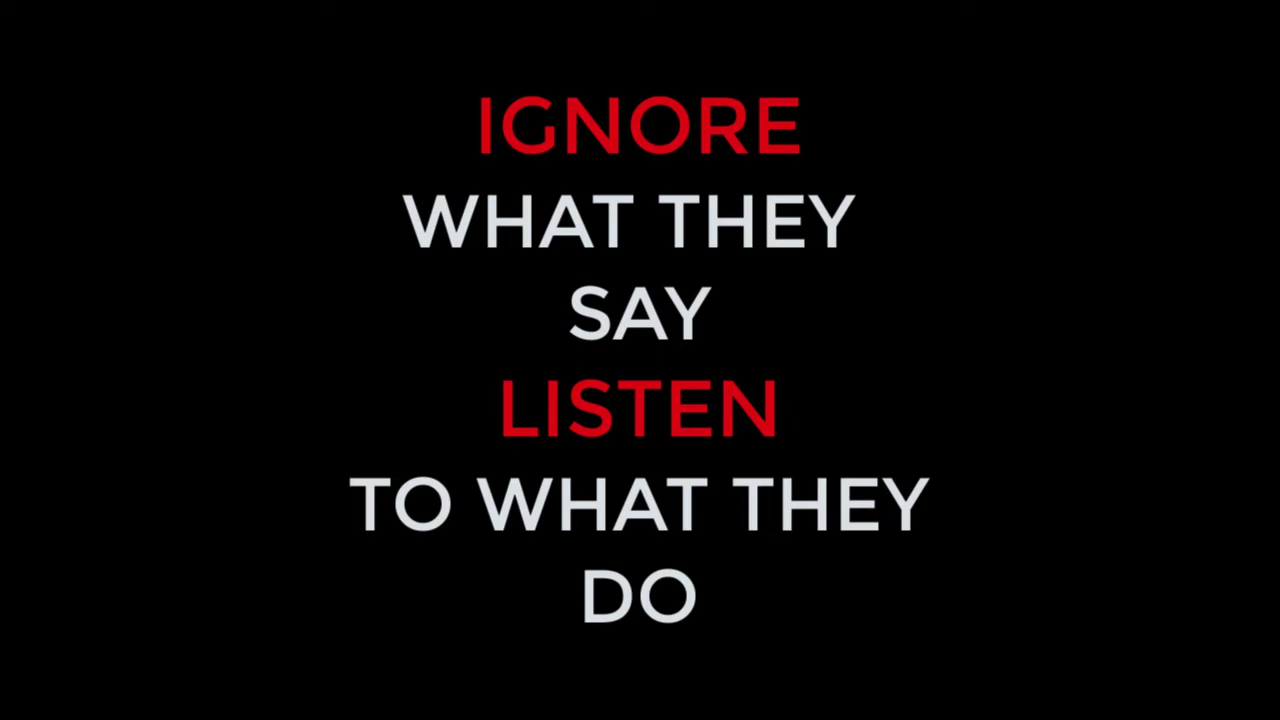 IGNORE
WHAT THEY
SAY
LISTEN
TO WHAT THEY
DO